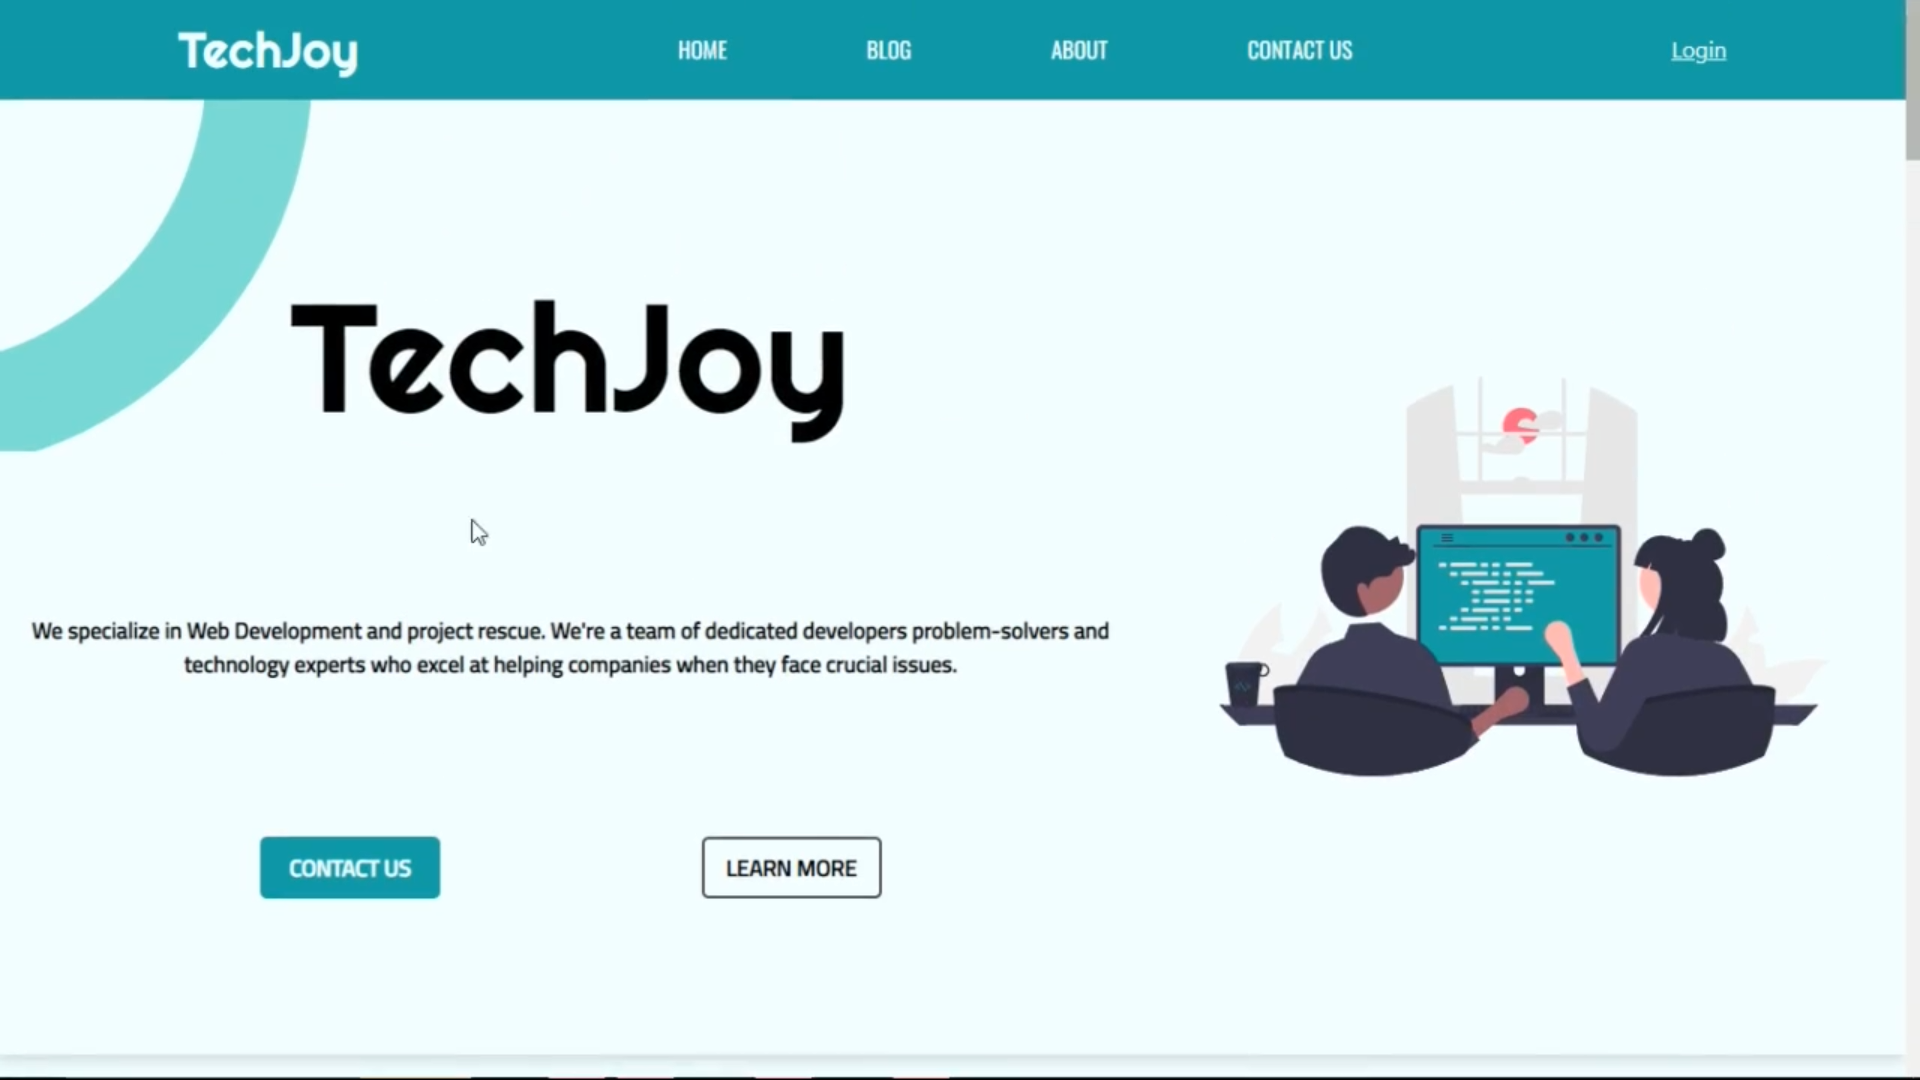 TechJoy
HOME
BLOG
ABOUT
CONTACT US
Login
TechJoy
We specialize in Web Development and project rescue. We're a team of dedicated developers problem-solvers and
technology experts who excel at helping companies when they face crucial issues.
CONTACT US
LEARN MORE